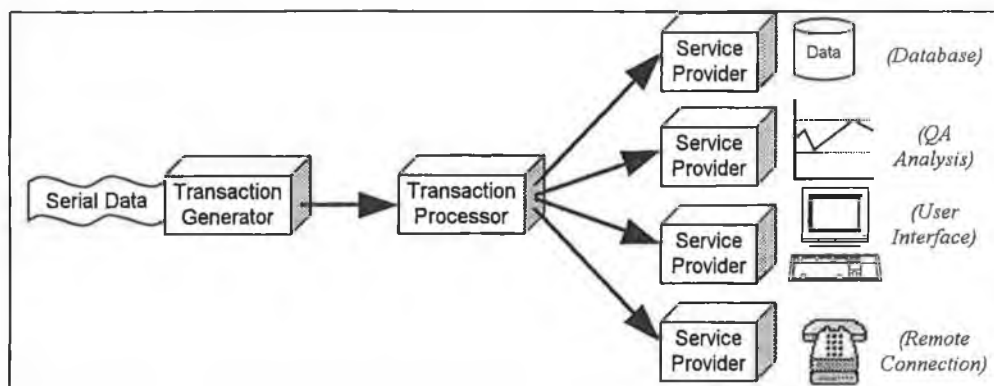 Service
Provider
Data
(Database)
Service
Provider
(QA
Analysis)
Serial Data
Transaction
Generator
Transaction
Processor
Service
Provider
(User
Interface)
Service
Provider
(Remote
Connection)